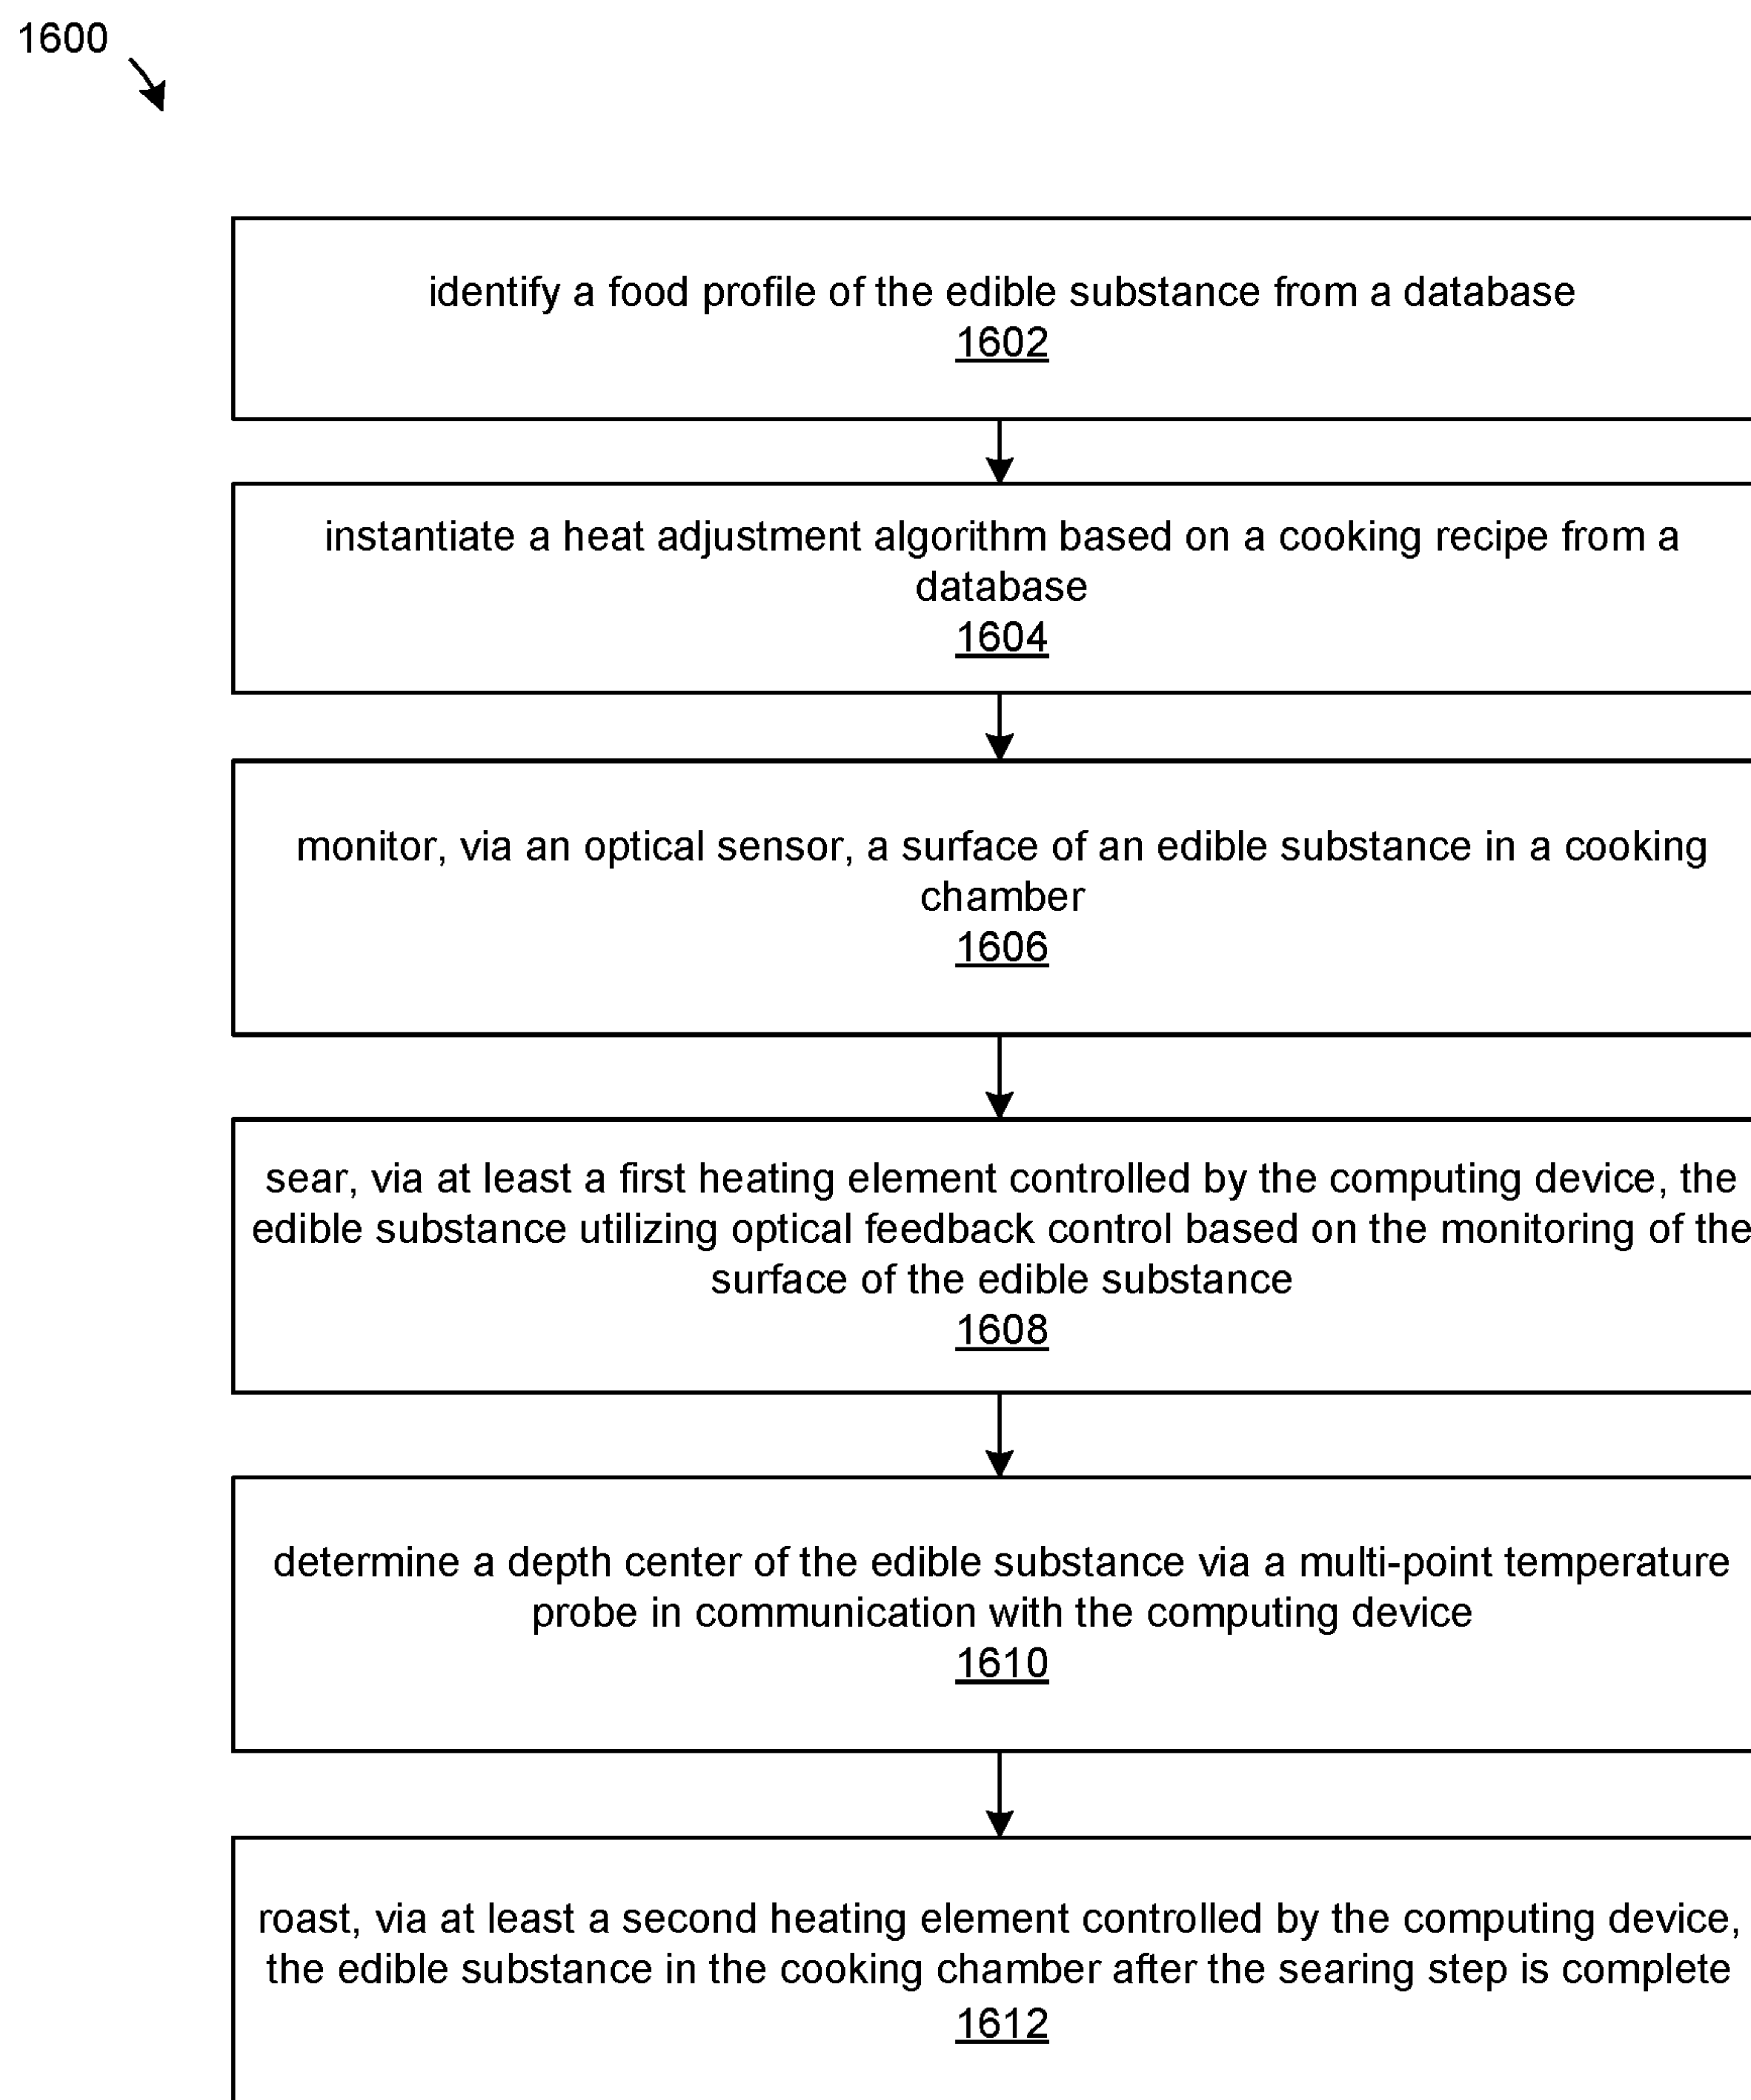 1600
identify a food profile of the edible substance from a database
1602
instantiate a heat adjustment algorithm based on a cooking recipe from a
database
1604
monitor, via an optical sensor, a surface of an edible substance in a cooking
chamber
1606
sear, via at least a first heating element controlled by the computing device, the
edible substance utilizing optical feedback control based on the monitoring of the
surface of the edible substance
1608
determine a depth center of the edible substance via a multi-point temperature
probe in communication with the computing device
1610
roast, via at least a second heating element controlled by the computing device,
the edible substance in the cooking chamber after the searing step is complete
1612